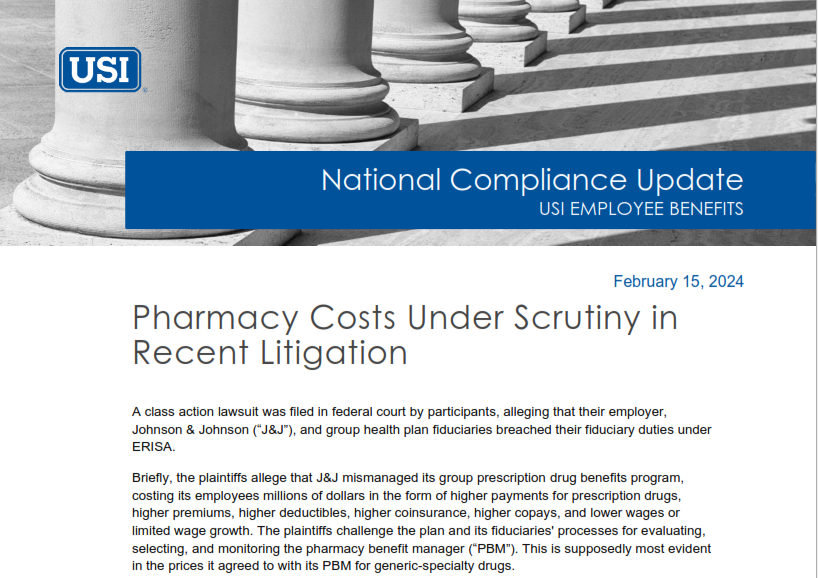 USI
National Compliance Update
USI EMPLOYEE BENEFITS
February 15, 2024
Pharmacy Costs Under Scrutiny in
Recent Litigation
A class action lawsuit was filed in federal court by participants, alleging that their employer,
Johnson & Johnson (“J&J”), and group health plan fiduciaries breached their fiduciary duties under
ERISA.
Briefly, the plaintiffs allege that J&J mismanaged its group prescription drug benefits program,
costing its employees millions of dollars in the form of higher payments for prescription drugs,
higher premiums, higher deductibles, higher coinsurance, higher copays, and lower wages or
limited wage growth. The plaintiffs challenge the plan and its fiduciaries' processes for evaluating,
selecting, and monitoring the pharmacy benefit manager (“PBM”). This is supposedly most evident
in the prices it agreed to with its PBM for generic-specialty drugs.